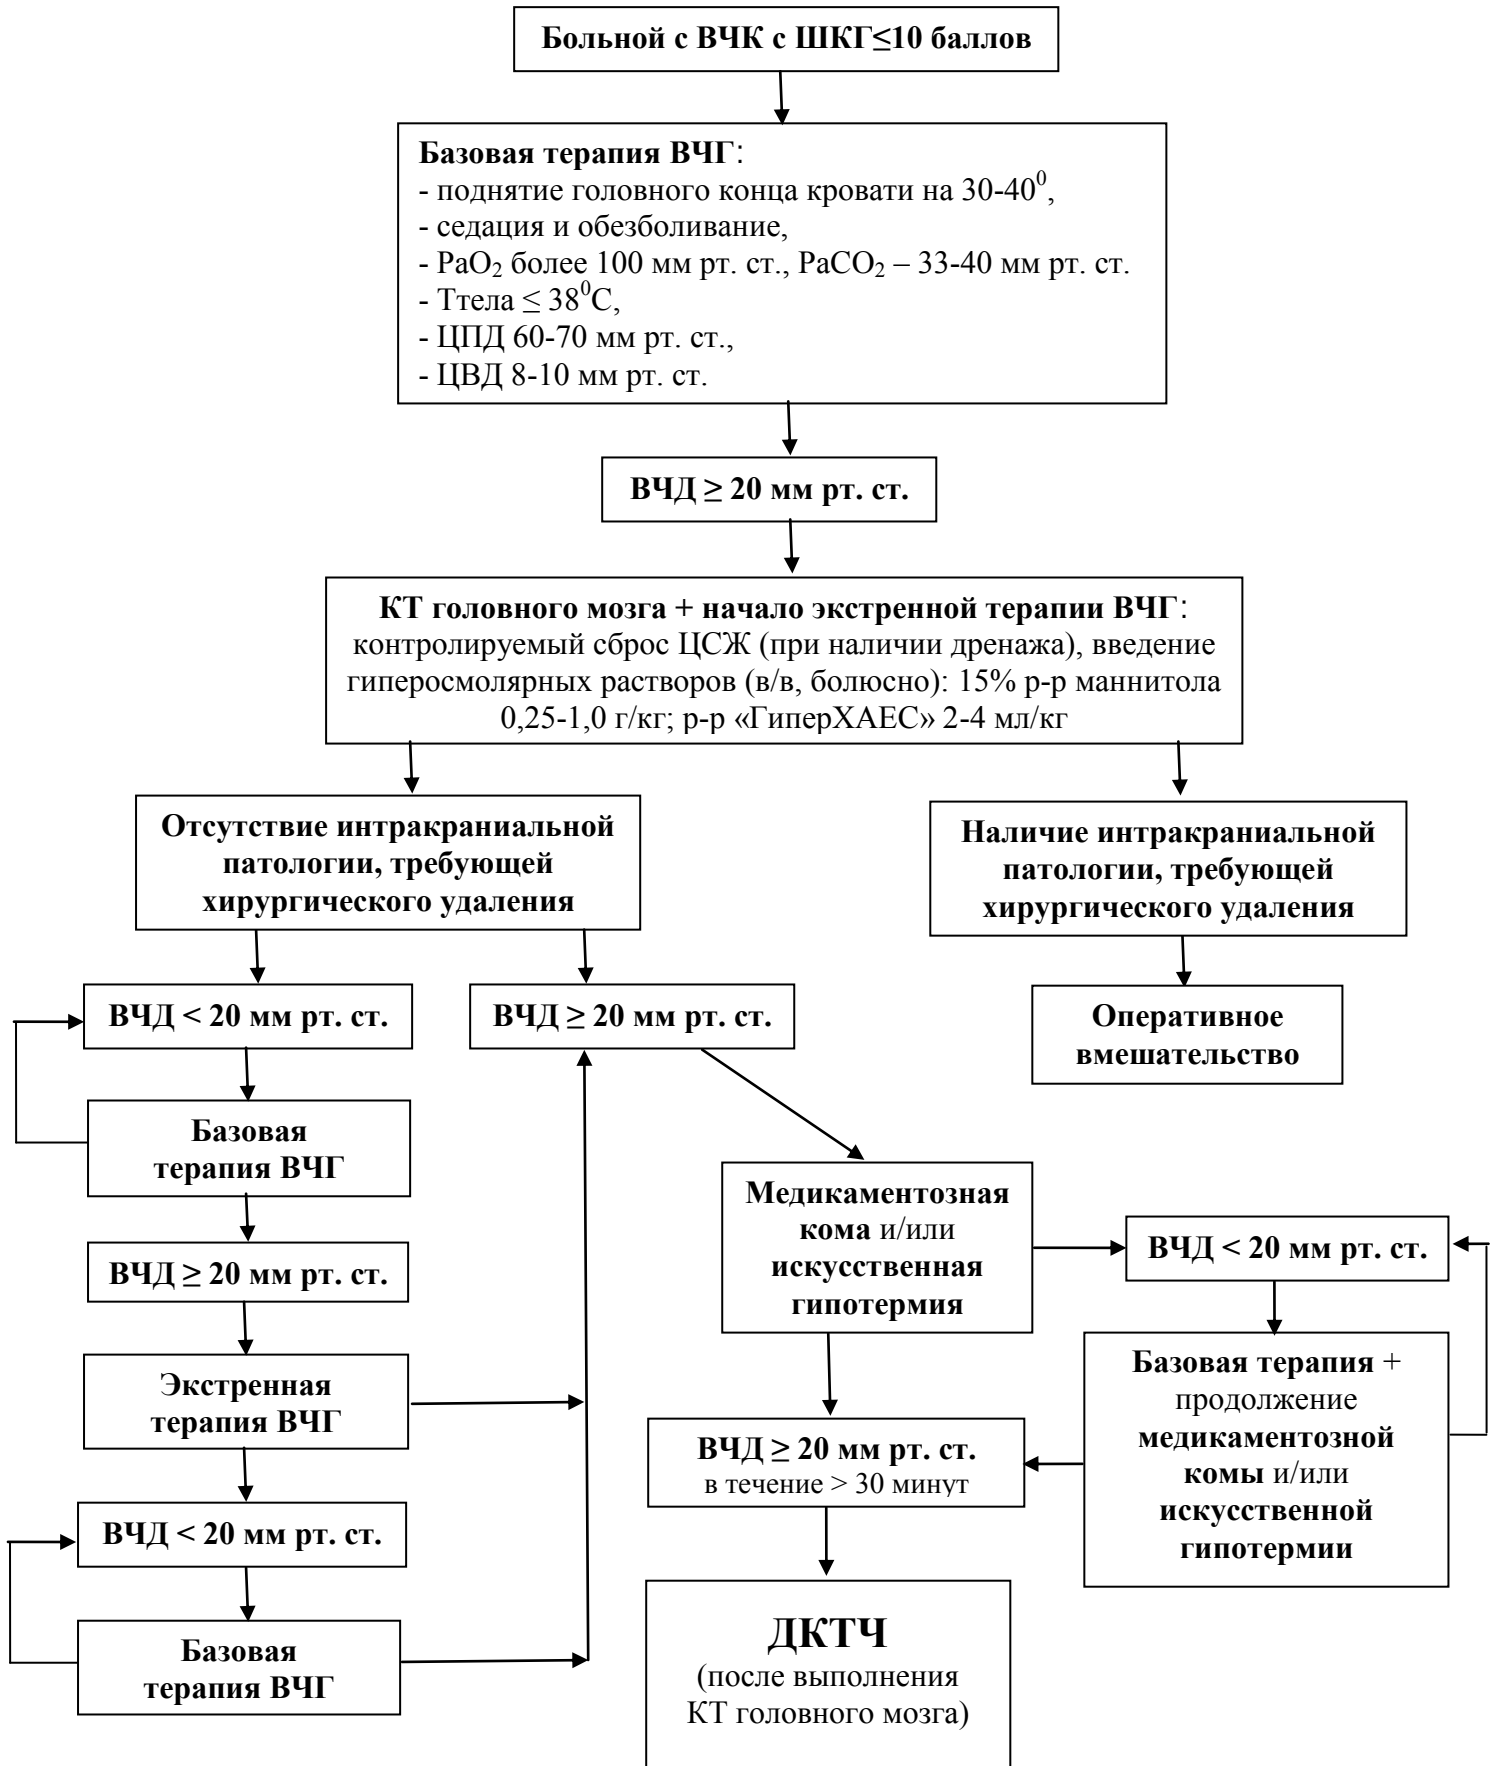 Больной с ВЧК с ШКГ≤10 баллов
Базовая терапия ВЧГ:
- поднятие головного конца кровати на 30-40⁰,
- седация и обезболивание,
- PaO₂ более 100 мм рт. ст., PaCO₂ – 33-40 мм рт. ст.
- Ттела ≤ 38⁰С,
- ЦПД 60-70 мм рт. ст.,
- ЦВД 8-10 мм рт. ст.
ВЧД ≥ 20 мм рт. ст.
КТ головного мозга + начало экстренной терапии ВЧГ:
контролируемый сброс ЦСЖ (при наличии дренажа), введение
гиперосмолярных растворов (в/в, болюсно): 15% р-р маннитола
0,25-1,0 г/кг; р-р «ГиперХАЕС» 2-4 мл/кг
Отсутствие интракраниальной
патологии, требующей
хирургического удаления
Наличие интракраниальной
патологии, требующей
хирургического удаления
ВЧД < 20 мм рт. ст.
ВЧД ≥ 20 мм рт. ст.
Оперативное
вмешательство
Базовая
терапия ВЧГ
Медикаментозная
кома и/или
искусственная
гипотермия
ВЧД < 20 мм рт. ст.
ВЧД ≥ 20 мм рт. ст.
Базовая терапия +
продолжение
медикаментозной
комы и/или
искусственной
гипотермии
Экстренная
терапия ВЧГ
ВЧД ≥ 20 мм рт. ст.
в течение > 30 минут
ВЧД < 20 мм рт. ст.
Базовая
терапия ВЧГ
ДКТЧ
(после выполнения
КТ головного мозга)